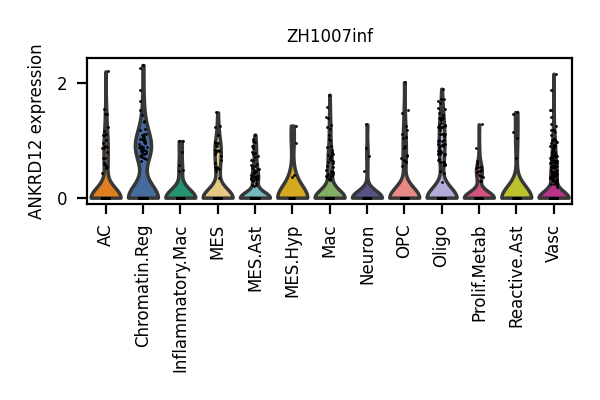 ZH1007inf
ANKRD12 expression
2
0
AC
Chromatin.Reg
Inflammatory.Mac
MES
MES.Ast
MES.Hyp
Mac
Neuron
OPC
Oligo
Prolif.Metab
Reactive.Ast
Vasc